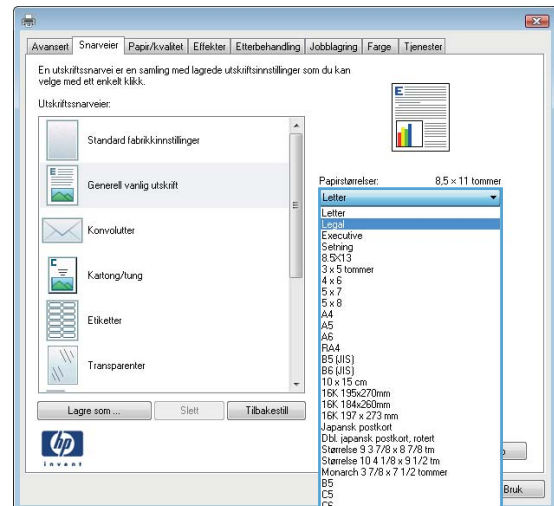 Avansert Snarveier Papir/kvalitet Effekter Etterbehandling Jobblagring Farge Tjenester
En utskriftssnarvei er en samling med lagrede utskriftsinnstillinger som du kan
velge med ett enkelt klikk.
Utskriftssnarveier:
Standard fabrikkinnstillinger
Generell vanlig utskrift
Konvolutter
Kartong/tung
Etiketter
Transparenter
Lagre som ... Slett Tilbakestill
hp
invent
E
Papirstørrelser: 8,5 × 11 tommer
Letter
Letter
Legal
Executive
Setning
8.5X13
3 x 5 tommer
4 x 6
5 x 7
5 x 8
A4
A5
A6
RA4
B5 (JIS)
B6 (JIS)
10 x 15 cm
16K 195x270mm
16K 184x260mm
16K 197 x 273 mm
Japansk postkort
Dbl. japansk postkort, rotert
Størrelse 9 3 7/8 x 8 7/8 tm
Størrelse 10 4 1/8 x 9 1/2 tm
Monarch 3 7/8 x 7 1/2 tommer
B5
C5
C6
Bruk